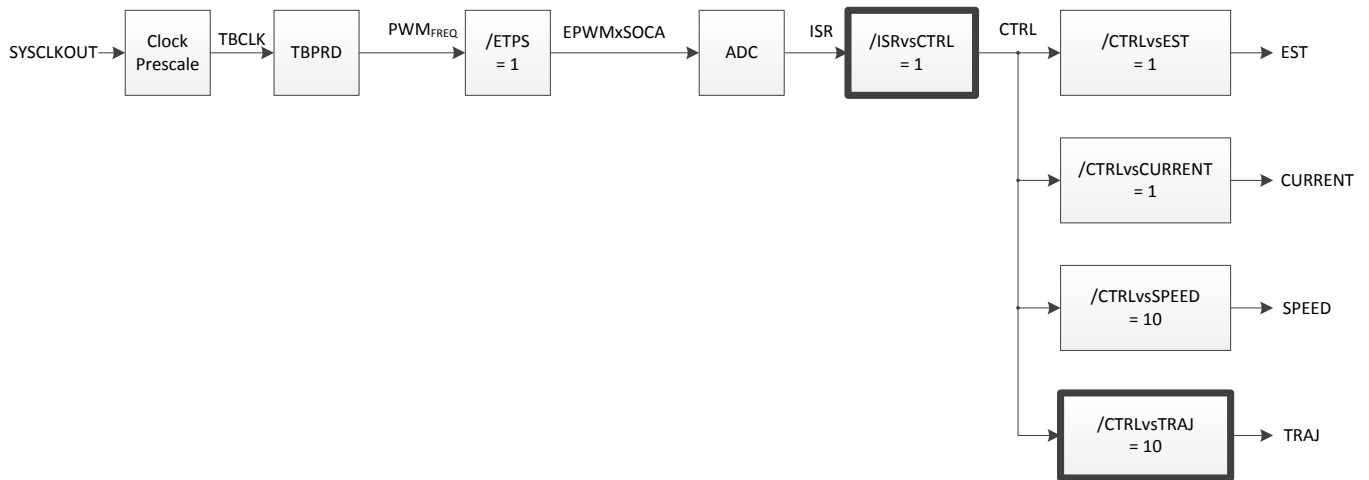 SYSCLKOUT
Clock
Prescale
TBCLK
TBPRD
PWMFREQ
/ETPS
= 1
EPWMxSOCA
ADC
ISR
/ISRvsCTRL
= 1
CTRL
/CTRLvsEST
= 1
EST
/CTRLvsCURRENT
= 1
CURRENT
/CTRLvsSPEED
= 10
SPEED
/CTRLvsTRAJ
= 10
TRAJ